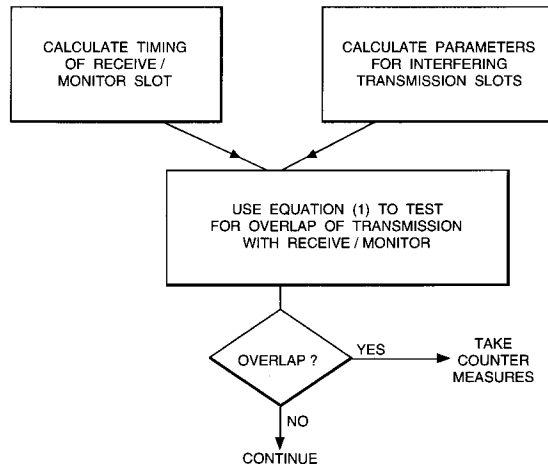 CALCULATE TIMING
OF RECEIVE /
MONITOR SLOT
CALCULATE PARAMETERS
FOR INTERFERING
TRANSMISSION SLOTS
USE EQUATION (1) TO TEST
FOR OVERLAP OF TRANSMISSION
WITH RECEIVE / MONITOR
OVERLAP ?
YES
TAKE
COUNTER
MEASURES
NO
CONTINUE